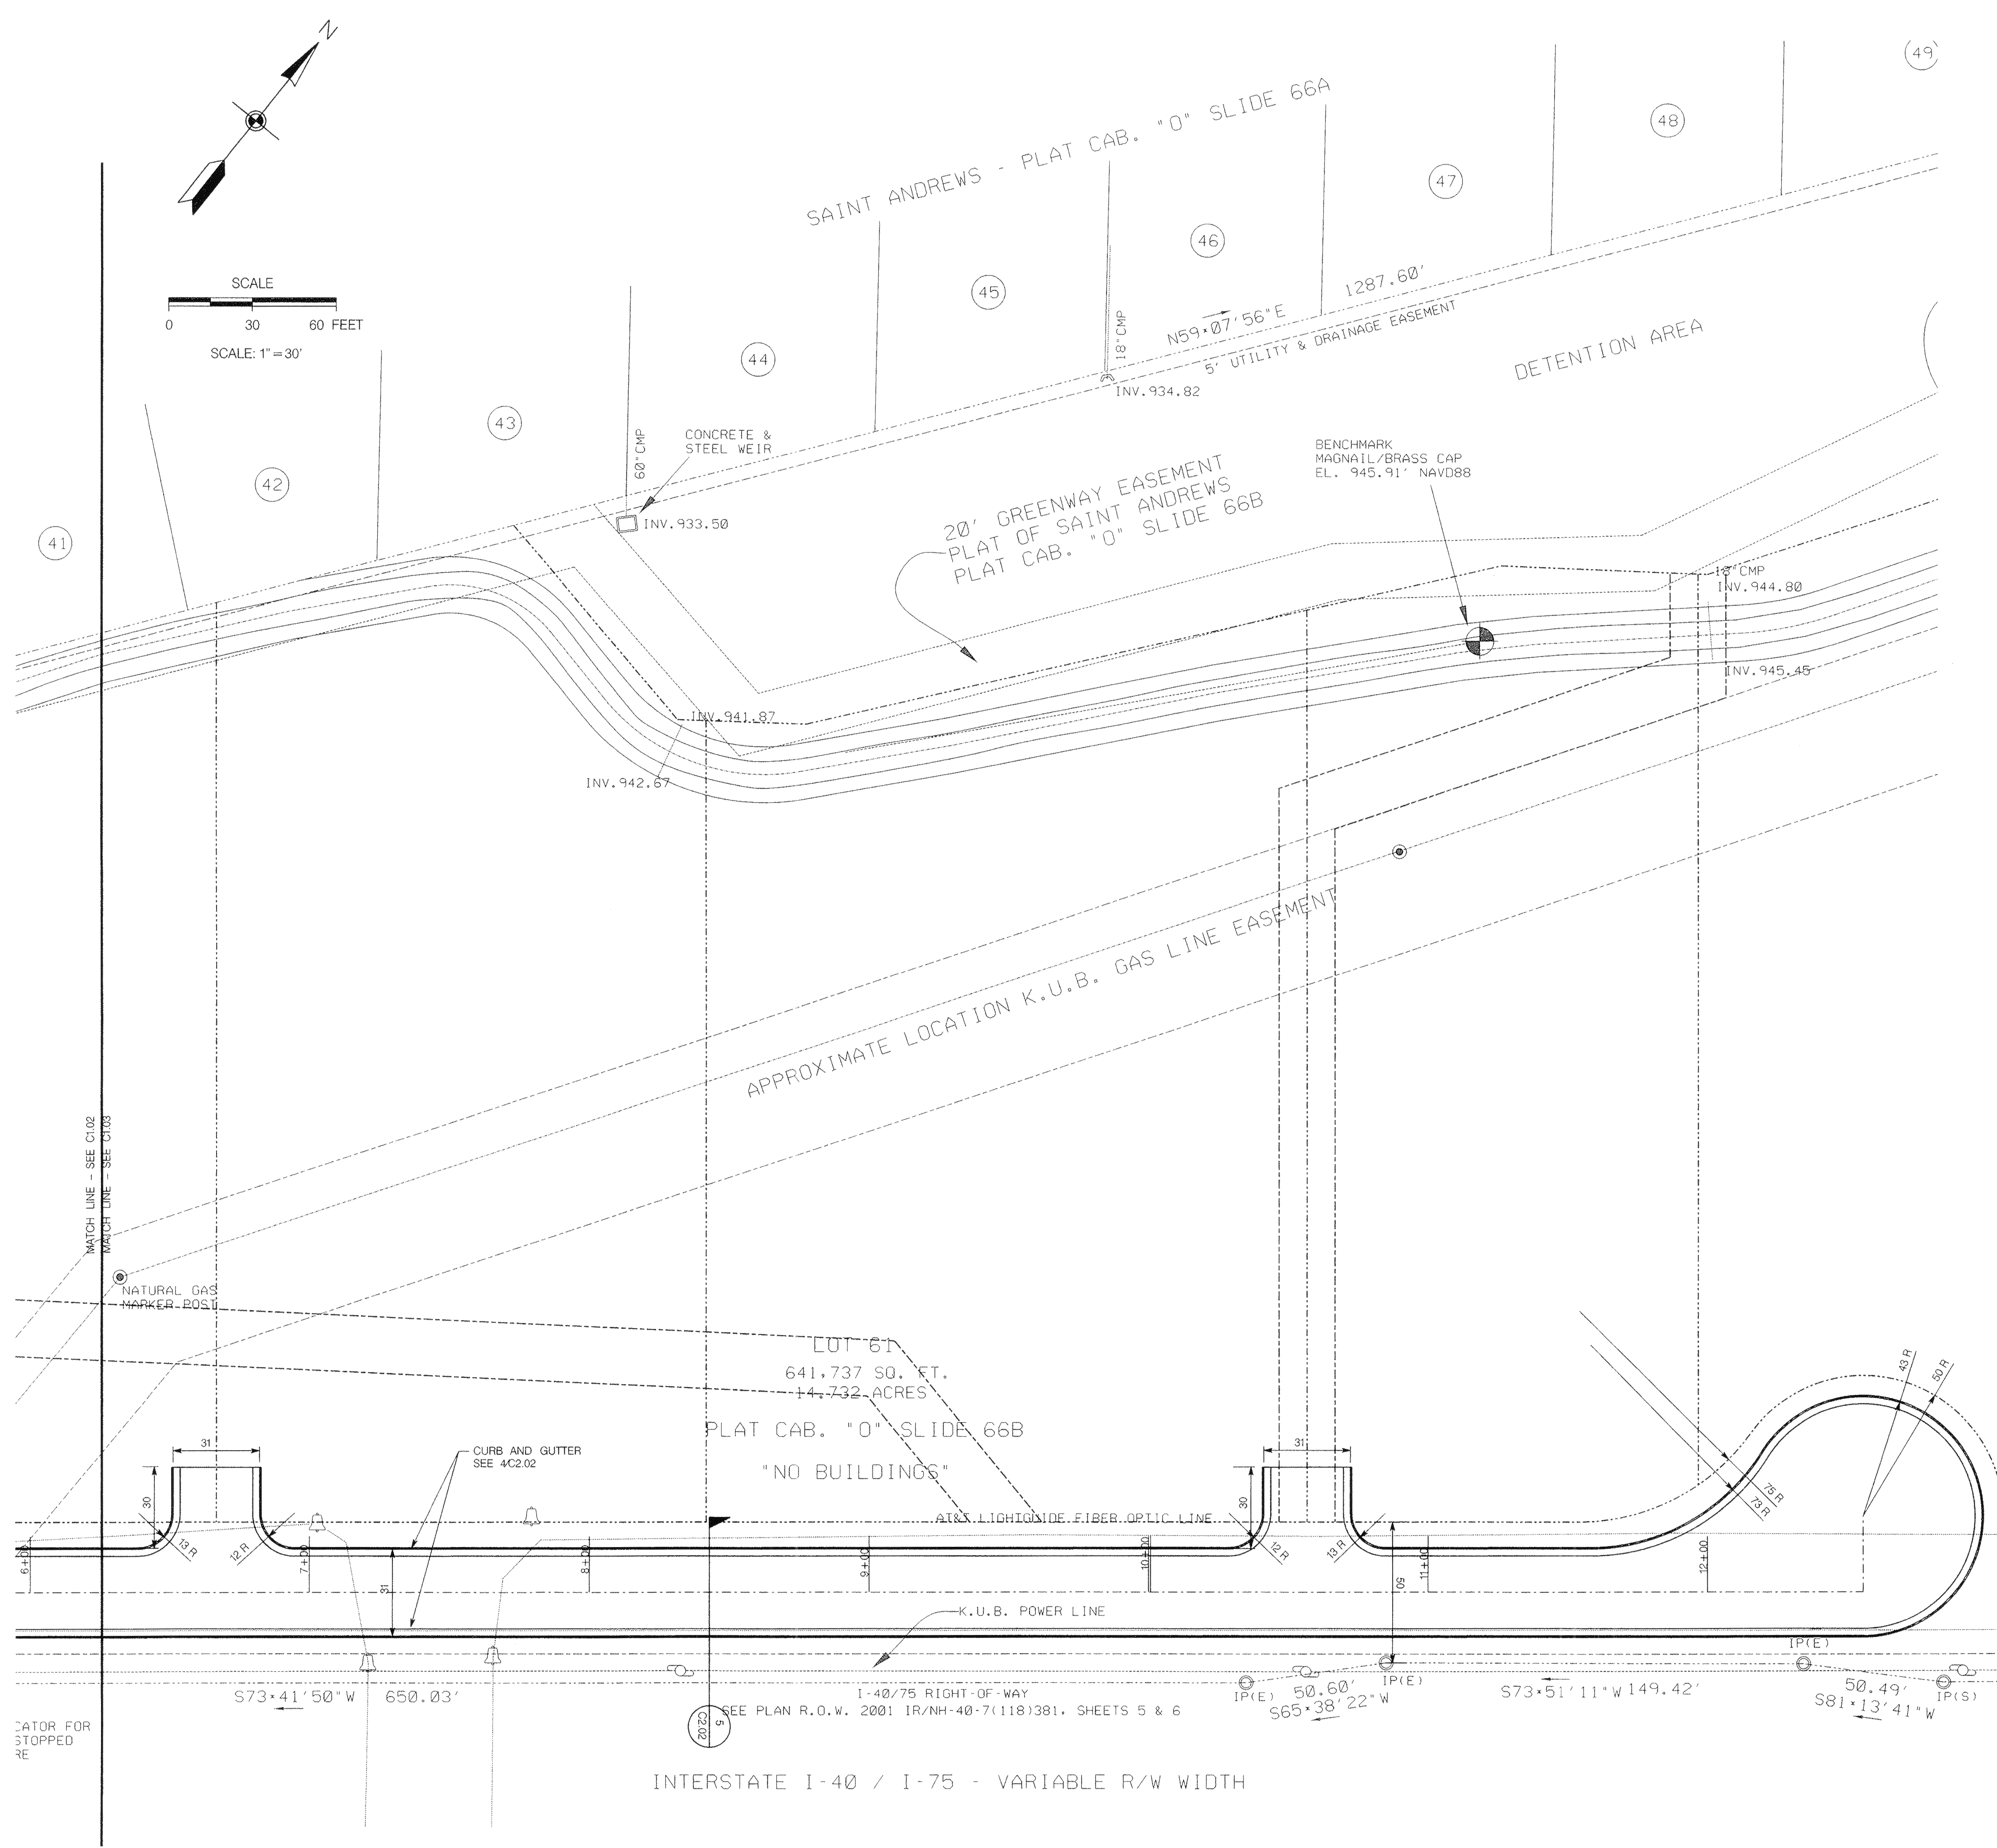 N
SCALE
0 30 60 FEET
SCALE: 1"=30'
SAINT ANDREWS - PLAT CAB. "O" SLIDE 66A
49
48
47
46
45
44
43
42
41
N59×07'56"E
1287.60'
5' UTILITY & DRAINAGE EASEMENT
18"CMP
INV.934.82
DETENTION AREA
60"CMP
CONCRETE &
STEEL WEIR
INV.933.50
20' GREENWAY EASEMENT
PLAT OF SAINT ANDREWS
PLAT CAB. "O" SLIDE 66B
BENCHMARK
MAGNAIL/BRASS CAP
EL. 945.91' NAVD88
18"CMP
INV.944.80
INV.945.45
INV.941.87
INV.942.67
APPROXIMATE LOCATION K.U.B. GAS LINE EASEMENT
MATCH LINE - SEE C1.02
MATCH LINE - SEE C1.03
NATURAL GAS
MARKER POST
LOT 61
641,737 SQ. FT.
14.732 ACRES
PLAT CAB. "O" SLIDE 66B
"NO BUILDINGS"
CURB AND GUTTER
SEE 4/C2.02
31
30
13 R
12 R
AT&T LIGHTGUIDE FIBER OPTIC LINE
31
30
12 R
13 R
75 R
73 R
43 R
50 R
6+00
7+00
8+00
9+00
10+00
11+00
12+00
31
50
K.U.B. POWER LINE
IP(E)
IP(E)
IP(E)
IP(S)
S73×41'50"W 650.03'
I-40/75 RIGHT-OF-WAY
SEE PLAN R.O.W. 2001 IR/NH-40-7(118)381, SHEETS 5 & 6
50.60'
S65×38'22"W
S73×51'11"W 149.42'
50.49'
S81×13'41"W
5
C2.02
CATOR FOR
STOPPED
RE
INTERSTATE I-40 / I-75 - VARIABLE R/W WIDTH